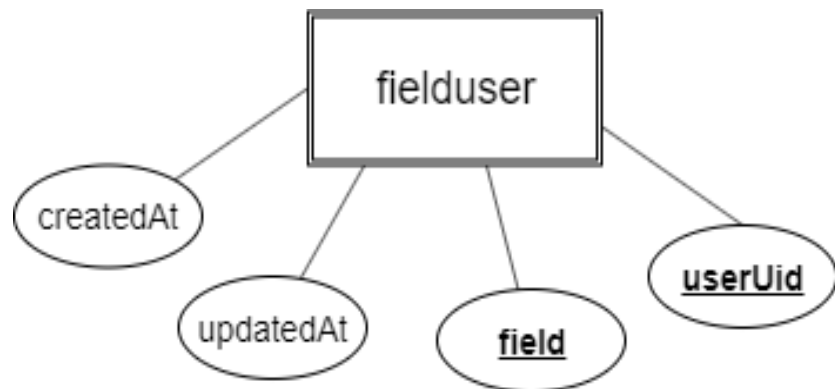 fielduser
createdAt
updatedAt
field
userUid